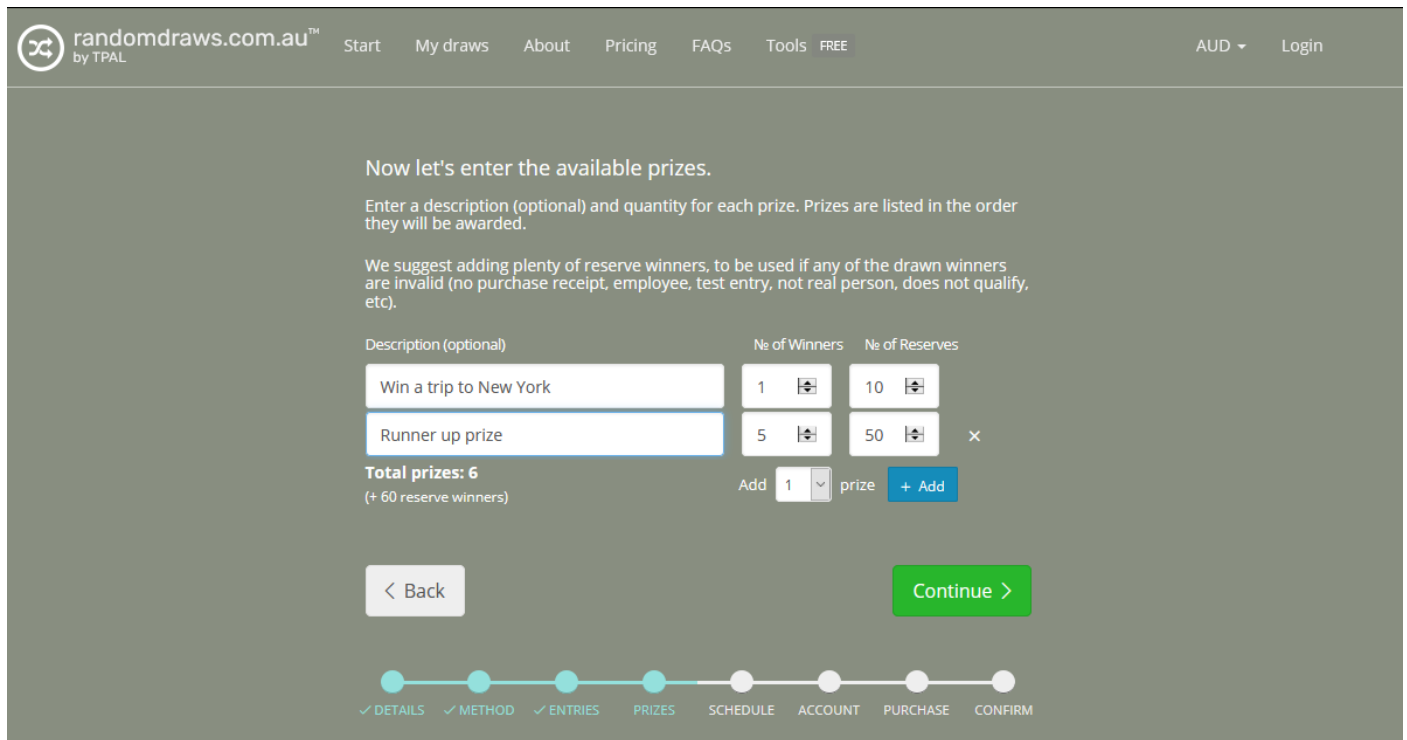 randomdraws.com.au™
by TPAL
Start My draws About Pricing FAQs Tools FREE AUD Login
Now let's enter the available prizes.
Enter a description (optional) and quantity for each prize. Prizes are listed in the order
they will be awarded.
We suggest adding plenty of reserve winners, to be used if any of the drawn winners
are invalid (no purchase receipt, employee, test entry, not real person, does not qualify,
etc).
Description (optional) № of Winners № of Reserves
Win a trip to New York 1 10
Runner up prize 5 50 ×
Total prizes: 6
(+ 60 reserve winners)
Add 1 prize + Add
< Back
Continue >
✓ DETAILS ✓ METHOD ✓ ENTRIES PRIZES SCHEDULE ACCOUNT PURCHASE CONFIRM